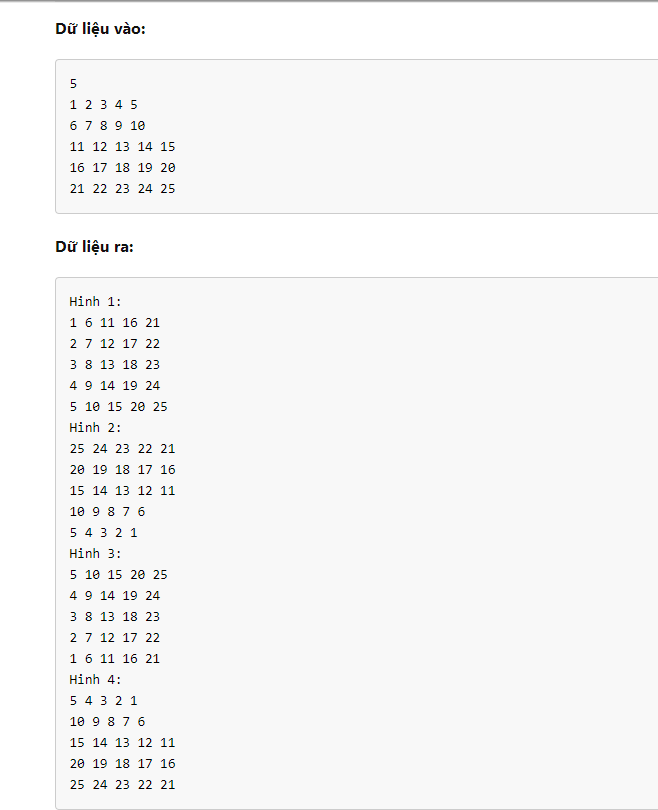 Dữ liệu vào:
5
1 2 3 4 5
6 7 8 9 10
11 12 13 14 15
16 17 18 19 20
21 22 23 24 25
Dữ liệu ra:
Hinh 1:
1 6 11 16 21
2 7 12 17 22
3 8 13 18 23
4 9 14 19 24
5 10 15 20 25
Hinh 2:
25 24 23 22 21
20 19 18 17 16
15 14 13 12 11
10 9 8 7 6
5 4 3 2 1
Hinh 3:
5 10 15 20 25
4 9 14 19 24
3 8 13 18 23
2 7 12 17 22
1 6 11 16 21
Hinh 4:
5 4 3 2 1
10 9 8 7 6
15 14 13 12 11
20 19 18 17 16
25 24 23 22 21